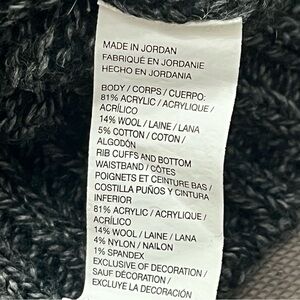 MADE IN JORDAN
FABRIQUÉ EN JORDANIE
HECHO EN JORDANIA
BODY / CORPS / CUERPO:
81% ACRYLIC / ACRYLIQUE /
ACRÍLICO
14% WOOL / LAINE / LANA
5% COTTON / COTON /
ALGODÓN
RIB CUFFS AND BOTTOM
WAISTBAND / CÔTES
POIGNETS ET CEINTURE BAS /
COSTILLA PUÑOS Y CINTURA
INFERIOR
81% ACRYLIC / ACRYLIQUE /
ACRÍLICO
14% WOOL / LAINE / LANA
4% NYLON / NAILON
1% SPANDEX
EXCLUSIVE OF DECORATION /
SAUF DÉCORATION /
EXCLUYE LA DECORACIÓN